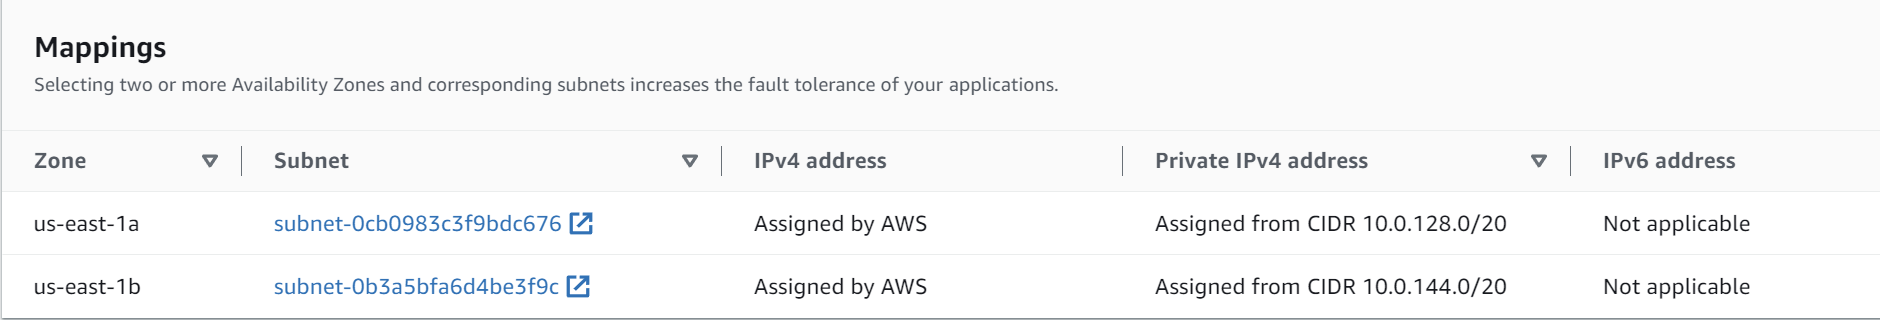 Mappings
Selecting two or more Availability Zones and corresponding subnets increases the fault tolerance of your applications.
Zone Subnet IPv4 address Private IPv4 address IPv6 address
us-east-1a subnet-0cb0983c3f9bdc676 Assigned by AWS Assigned from CIDR 10.0.128.0/20 Not applicable
us-east-1b subnet-0b3a5bfa6d4be3f9c Assigned by AWS Assigned from CIDR 10.0.144.0/20 Not applicable